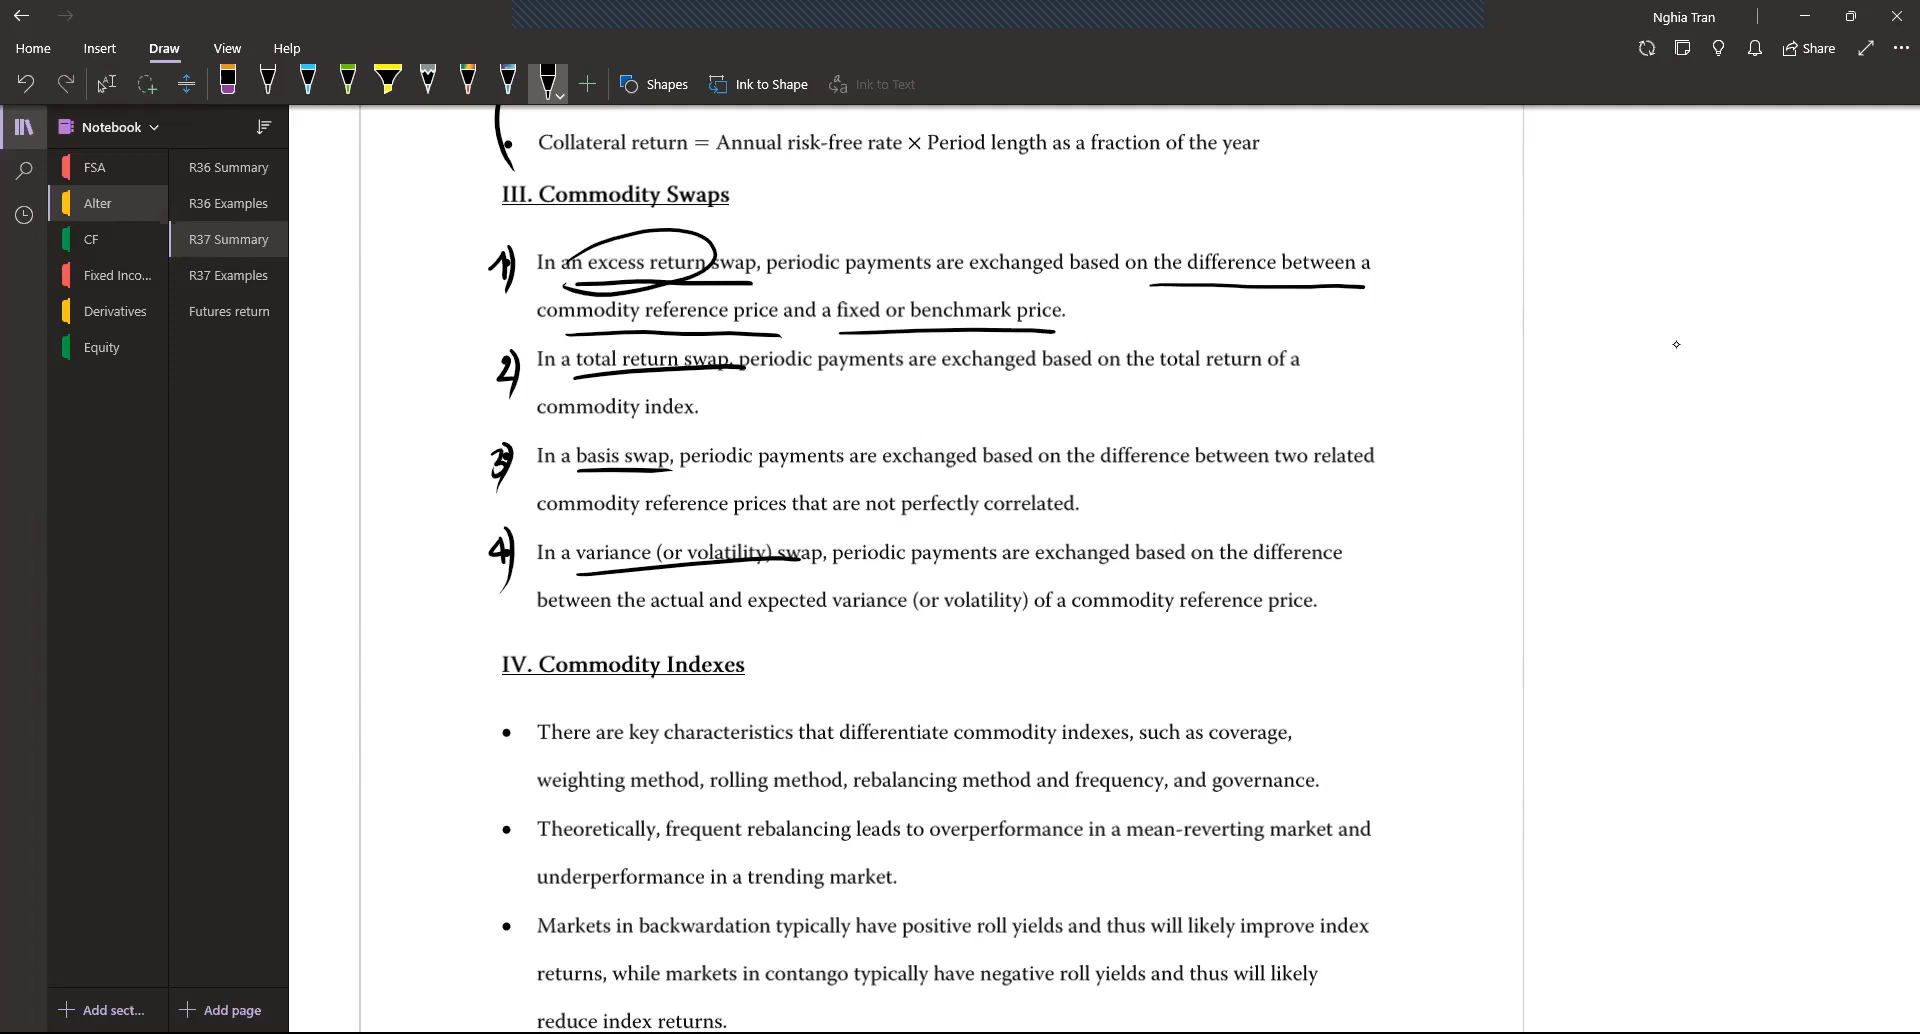 Nghia Tran
Home Insert Draw View Help
Share
Shapes Ink to Shape Ink to Text
Notebook
FSA
Alter
CF
Fixed Inco...
Derivatives
Equity
R36 Summary
R36 Examples
R37 Summary
R37 Examples
Futures return
Add sect...
Add page
• Collateral return = Annual risk-free rate × Period length as a fraction of the year
III. Commodity Swaps
1) In an excess return swap, periodic payments are exchanged based on the difference between a
commodity reference price and a fixed or benchmark price.
2) In a total return swap, periodic payments are exchanged based on the total return of a
commodity index.
3) In a basis swap, periodic payments are exchanged based on the difference between two related
commodity reference prices that are not perfectly correlated.
4) In a variance (or volatility) swap, periodic payments are exchanged based on the difference
between the actual and expected variance (or volatility) of a commodity reference price.
IV. Commodity Indexes
• There are key characteristics that differentiate commodity indexes, such as coverage,
weighting method, rolling method, rebalancing method and frequency, and governance.
• Theoretically, frequent rebalancing leads to overperformance in a mean-reverting market and
underperformance in a trending market.
• Markets in backwardation typically have positive roll yields and thus will likely improve index
returns, while markets in contango typically have negative roll yields and thus will likely
reduce index returns.